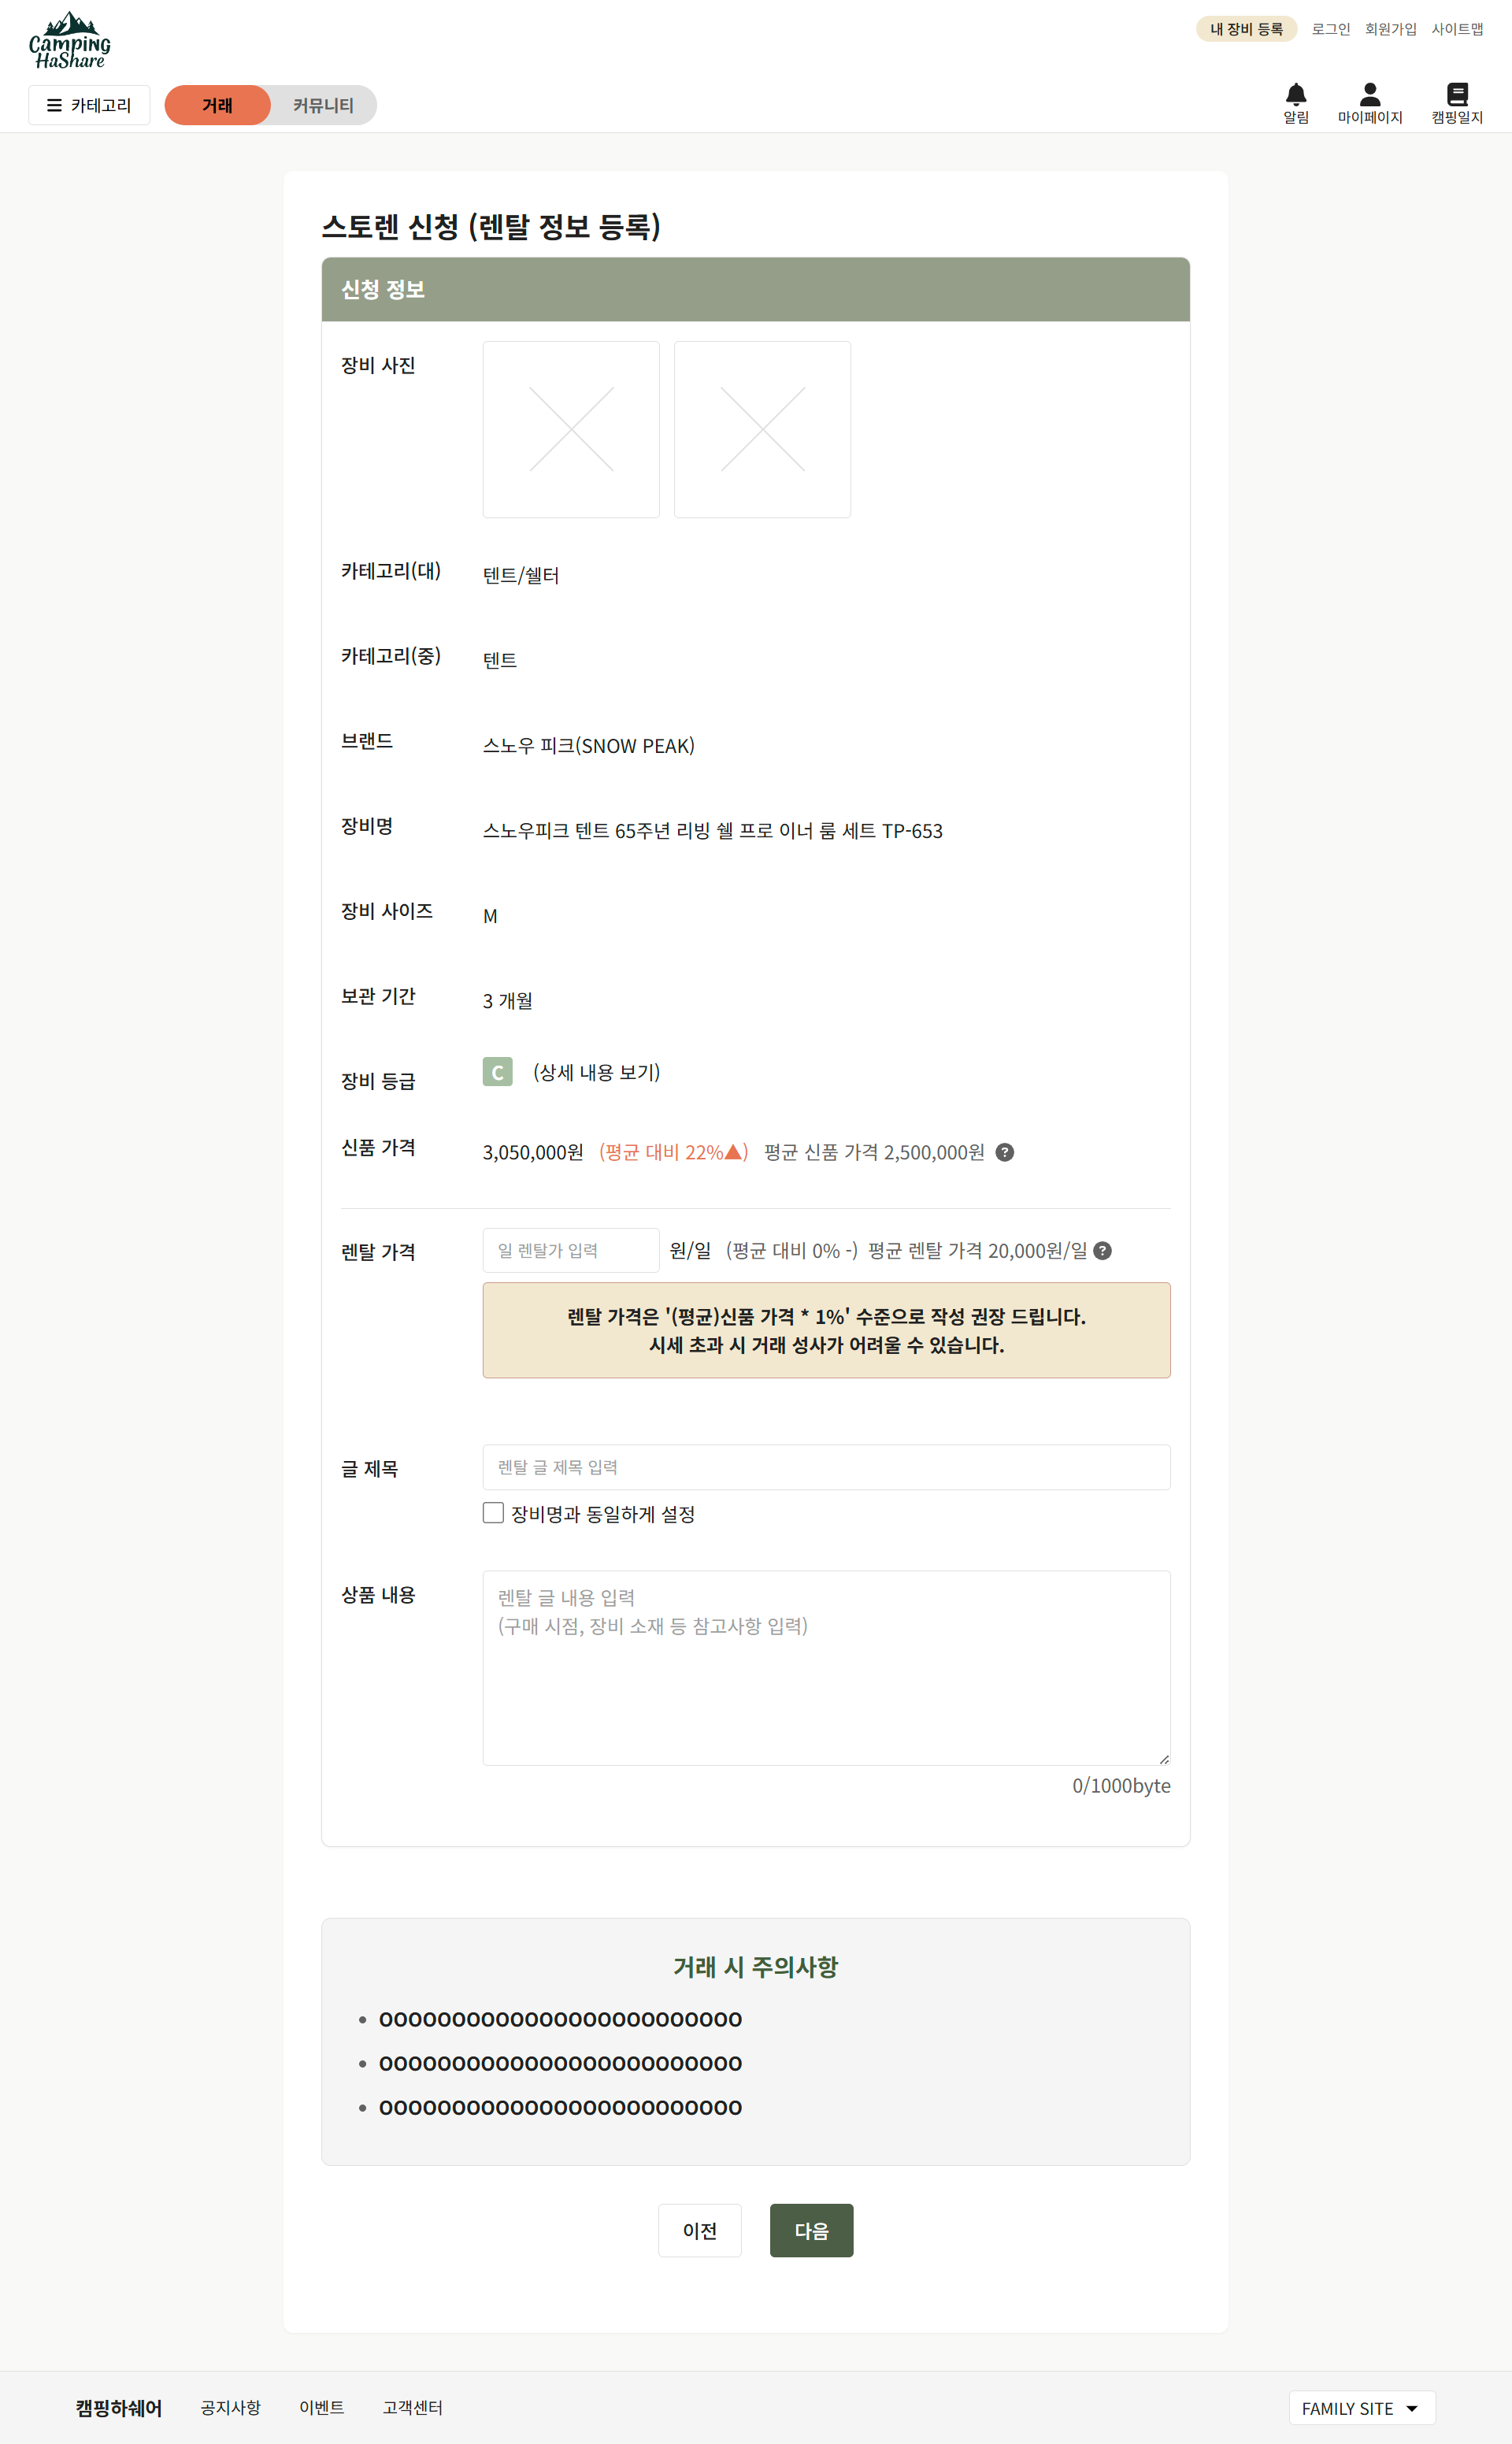 Camping
HaShare
내 장비 등록 로그인 회원가입 사이트맵
카테고리 거래 커뮤니티
알림 마이페이지 캠핑일지
스토렌 신청 (렌탈 정보 등록)
신청 정보
장비 사진
카테고리(대) 텐트/쉘터
카테고리(중) 텐트
브랜드 스노우 피크(SNOW PEAK)
장비명 스노우피크 텐트 65주년 리빙 쉘 프로 이너 룸 세트 TP-653
장비 사이즈 M
보관 기간 3 개월
장비 등급 C (상세 내용 보기)
신품 가격 3,050,000원 (평균 대비 22%▲) 평균 신품 가격 2,500,000원 ?
렌탈 가격 일 렌탈가 입력 원/일 (평균 대비 0% -) 평균 렌탈 가격 20,000원/일 ?
렌탈 가격은 '(평균)신품 가격 * 1%' 수준으로 작성 권장 드립니다.
시세 초과 시 거래 성사가 어려울 수 있습니다.
글 제목 렌탈 글 제목 입력
장비명과 동일하게 설정
상품 내용 렌탈 글 내용 입력
(구매 시점, 장비 소재 등 참고사항 입력)
0/1000byte
거래 시 주의사항
• OOOOOOOOOOOOOOOOOOOOOOOOO
• OOOOOOOOOOOOOOOOOOOOOOOOO
• OOOOOOOOOOOOOOOOOOOOOOOOO
이전 다음
캠핑하쉐어 공지사항 이벤트 고객센터 FAMILY SITE